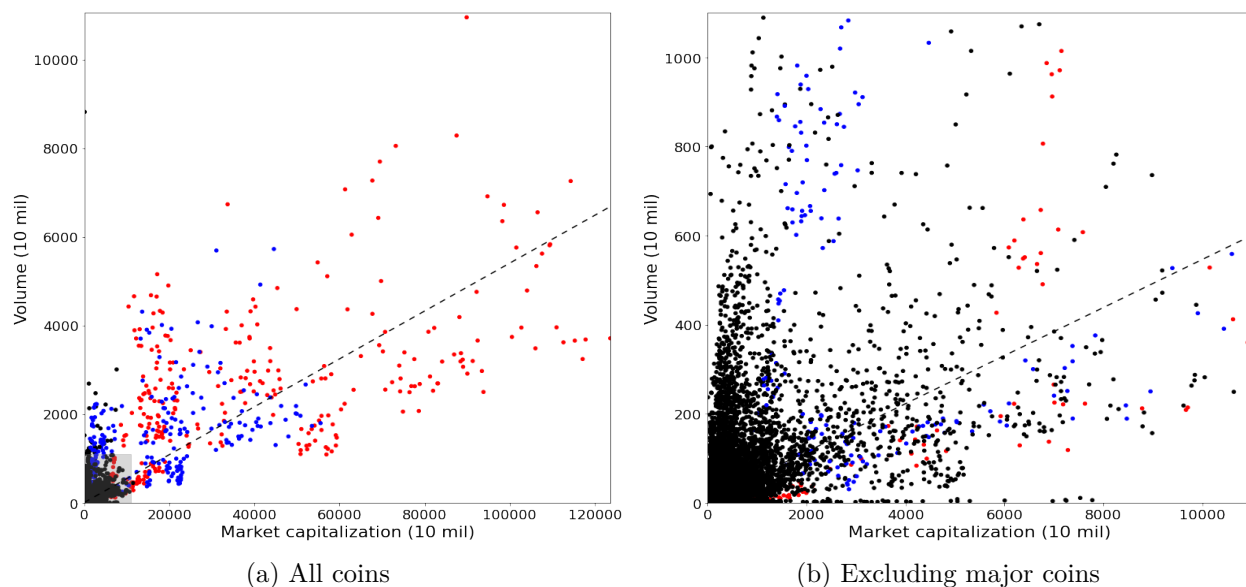 10000
8000
6000
4000
2000
0
Volume (10 mil)
0 20000 40000 60000 80000 100000 120000
Market capitalization (10 mil)
(a) All coins
1000
800
600
400
200
0
Volume (10 mil)
0 2000 4000 6000 8000 10000
Market capitalization (10 mil)
(b) Excluding major coins